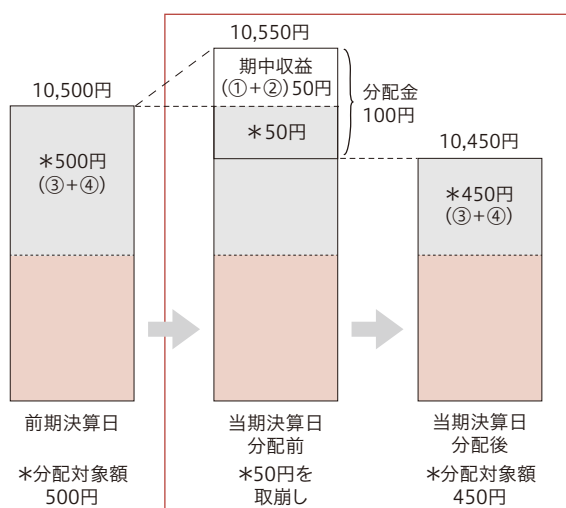 10,500円
＊500円
(③＋④)
前期決算日
＊分配対象額
500円
10,550円
期中収益
(①＋②)50円
＊50円
分配金
100円
当期決算日
分配前
＊50円を
取崩し
10,450円
＊450円
(③＋④)
当期決算日
分配後
＊分配対象額
450円